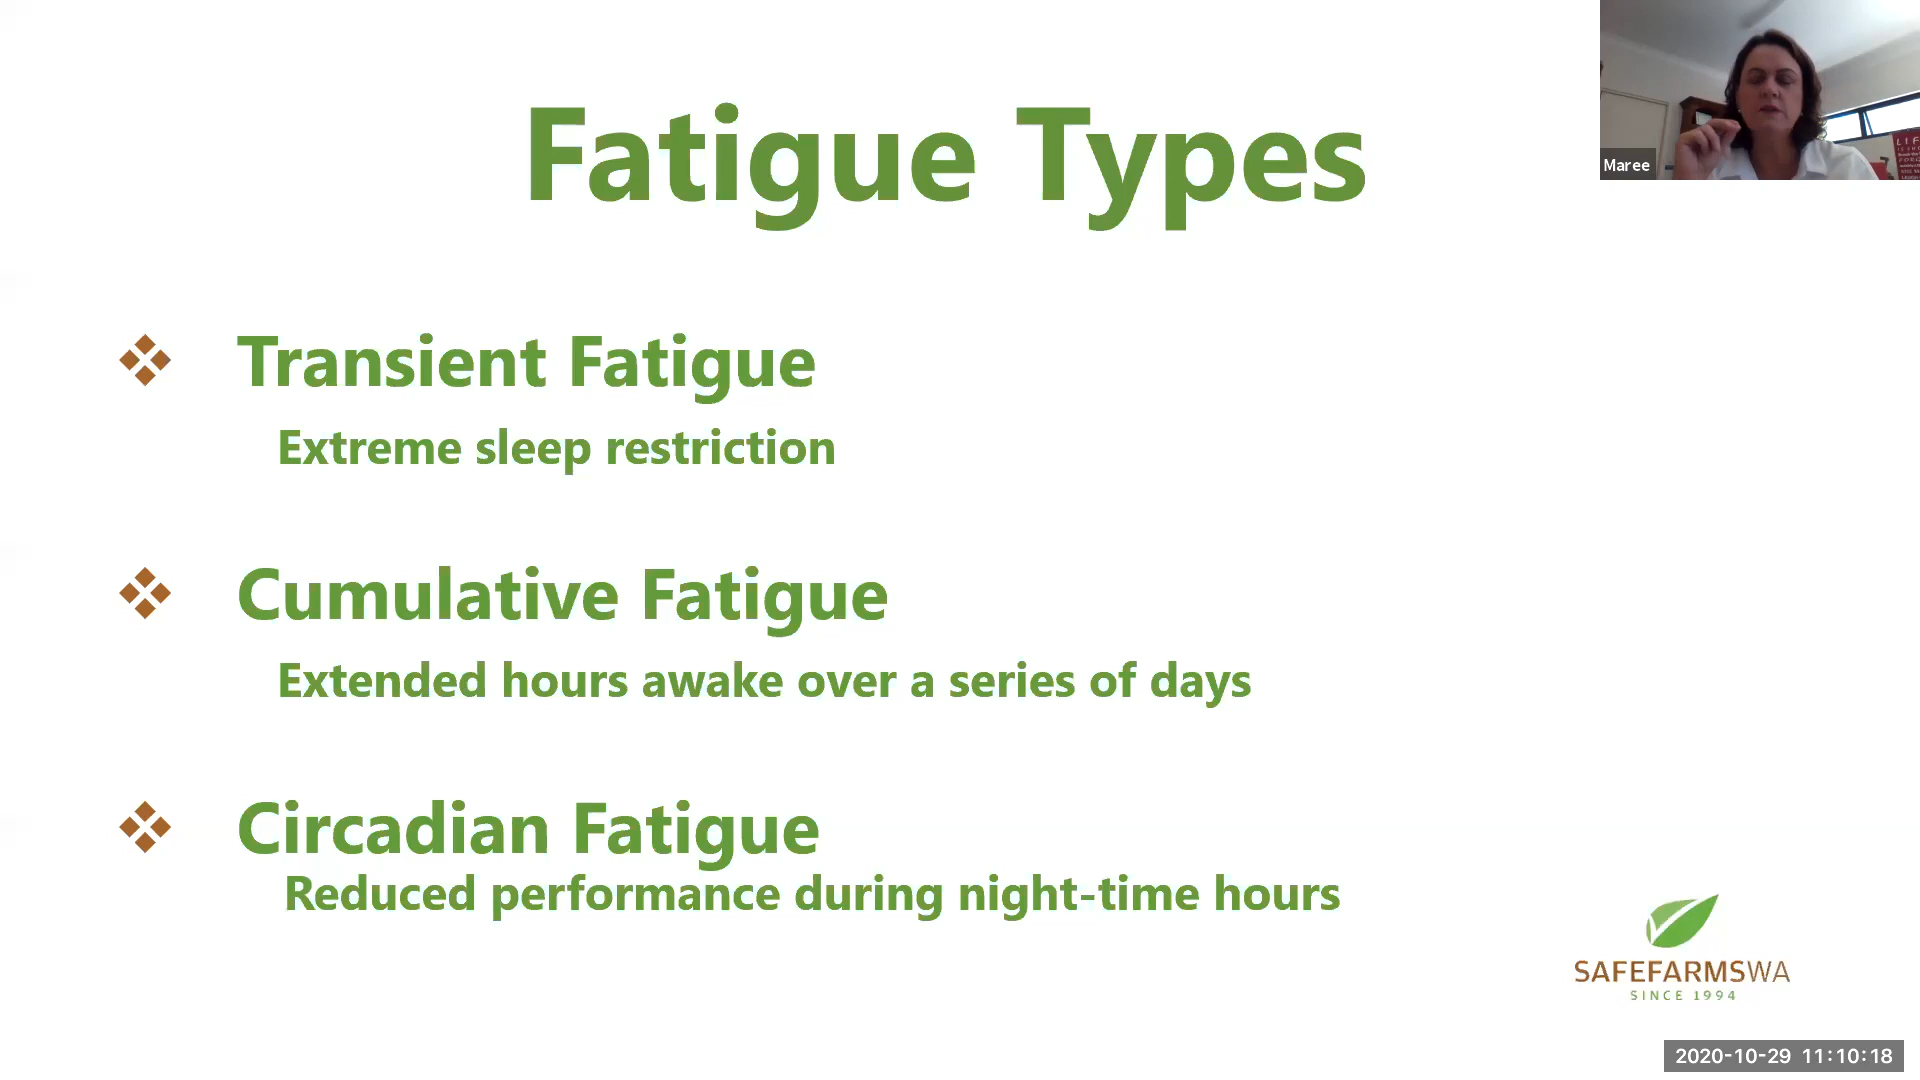 Fatigue Types
Maree
Transient Fatigue
Extreme sleep restriction
Cumulative Fatigue
Extended hours awake over a series of days
Circadian Fatigue
Reduced performance during night-time hours
SAFEFARMSWA
SINCE 1994
2020-10-29 11:10:18